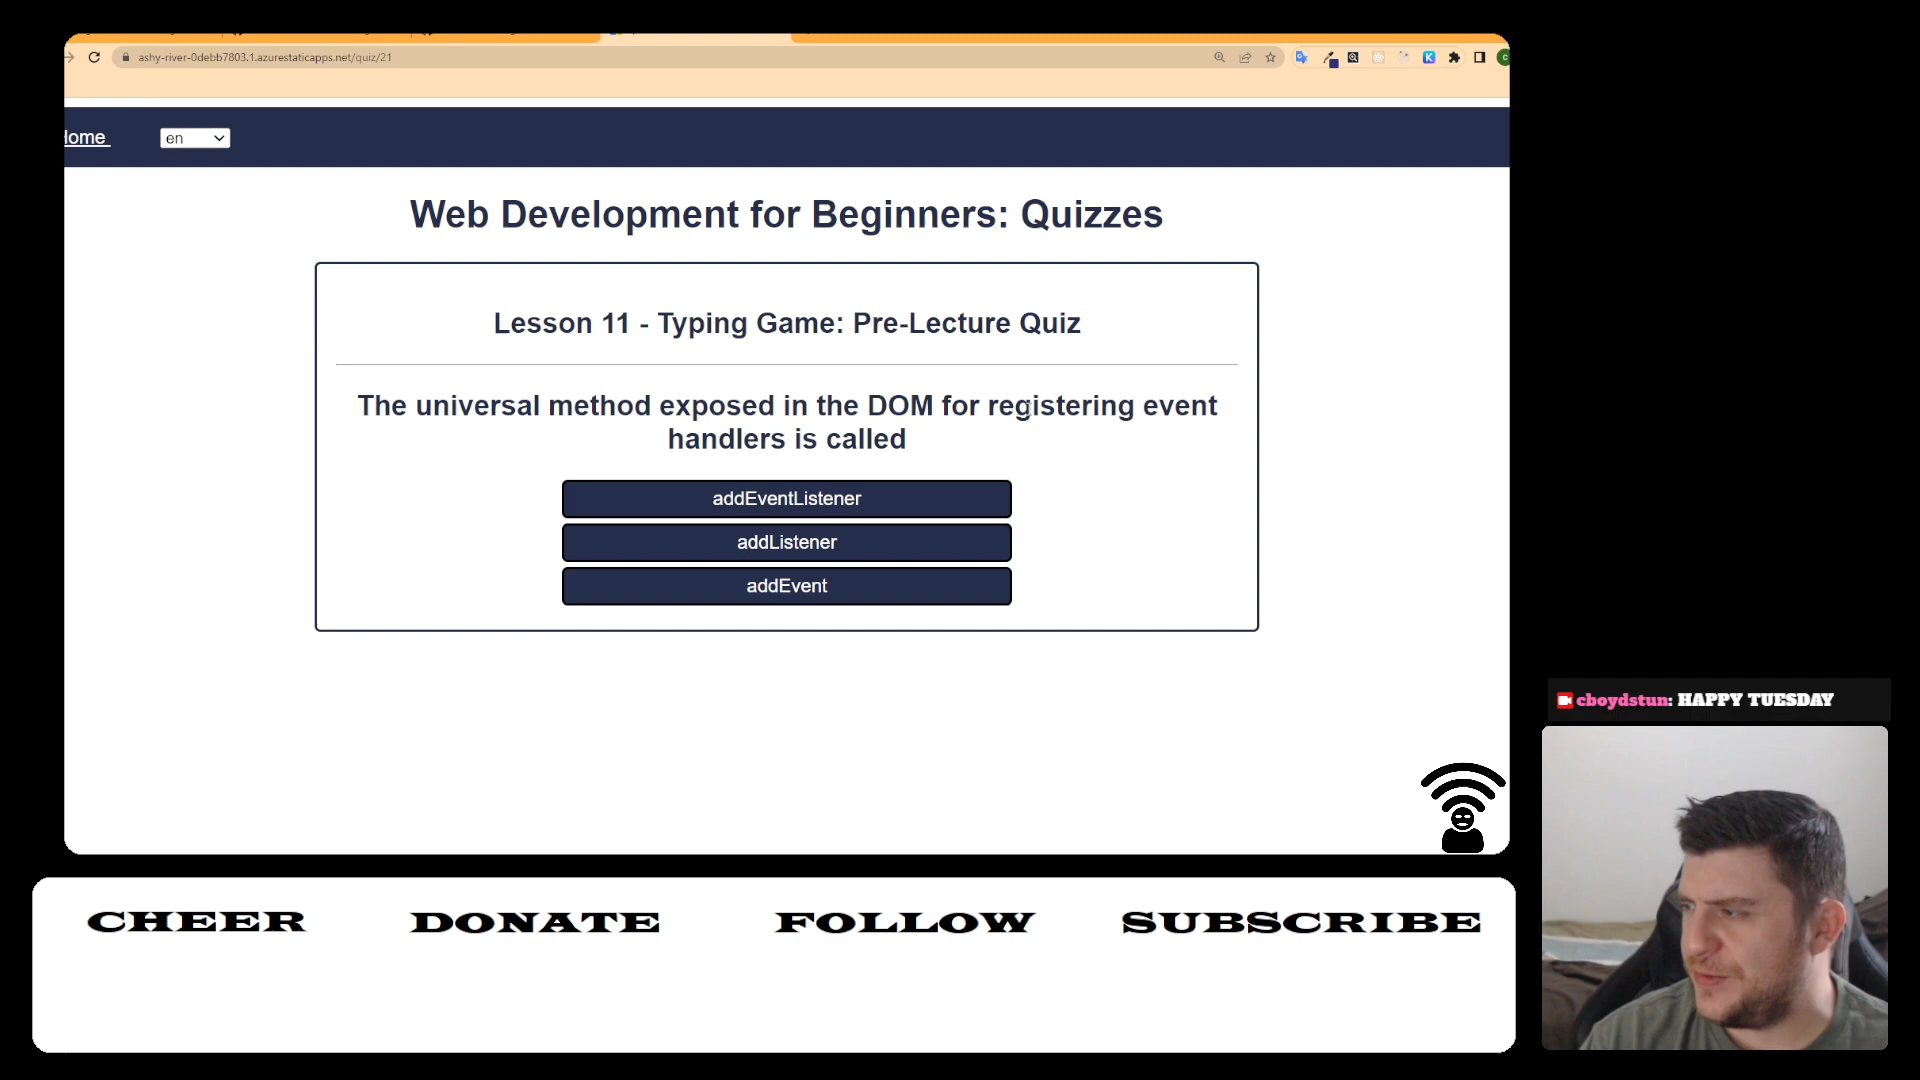 ashy-river-0debb7803.1.azurestaticapps.net/quiz/21
K
Home
en
Web Development for Beginners: Quizzes
Lesson 11 - Typing Game: Pre-Lecture Quiz
The universal method exposed in the DOM for registering event
handlers is called
addEventListener
addListener
addEvent
cboydstun: HAPPY TUESDAY
CHEER DONATE FOLLOW SUBSCRIBE